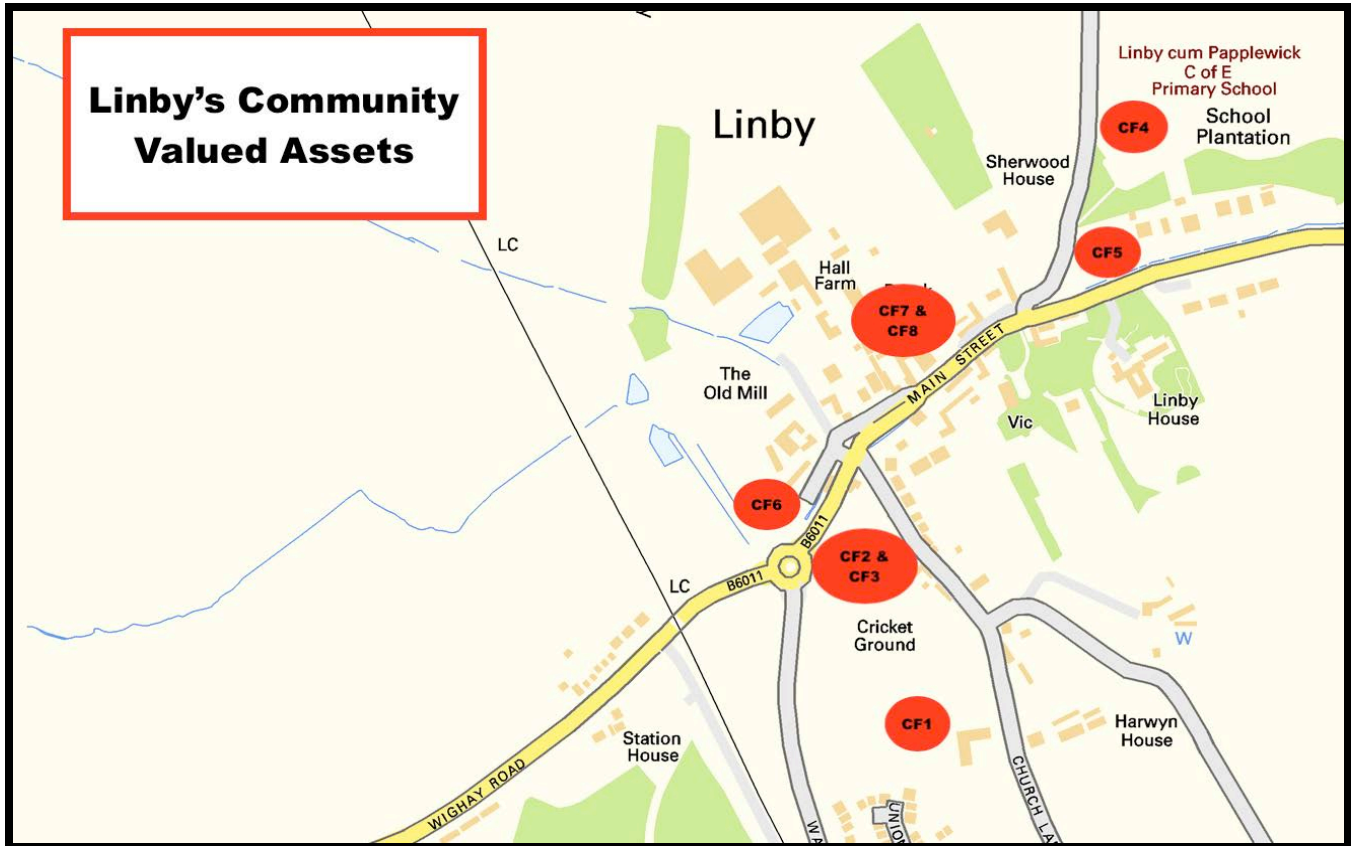 Linby's Community
Valued Assets
Linby
Linby cum Papplewick
C of E
Primary School
School
Plantation
CF4
Sherwood
House
LC
CF5
Hall
Farm
CF7 &
CF8
MAIN STREET
The
Old Mill
Linby
House
Vic
CF6
B6011
CF2 &
CF3
LC
B6011
Cricket
Ground
W
CF1
Harwyn
House
Station
House
WIGHAY ROAD
CHURCH LA
UNION
WA